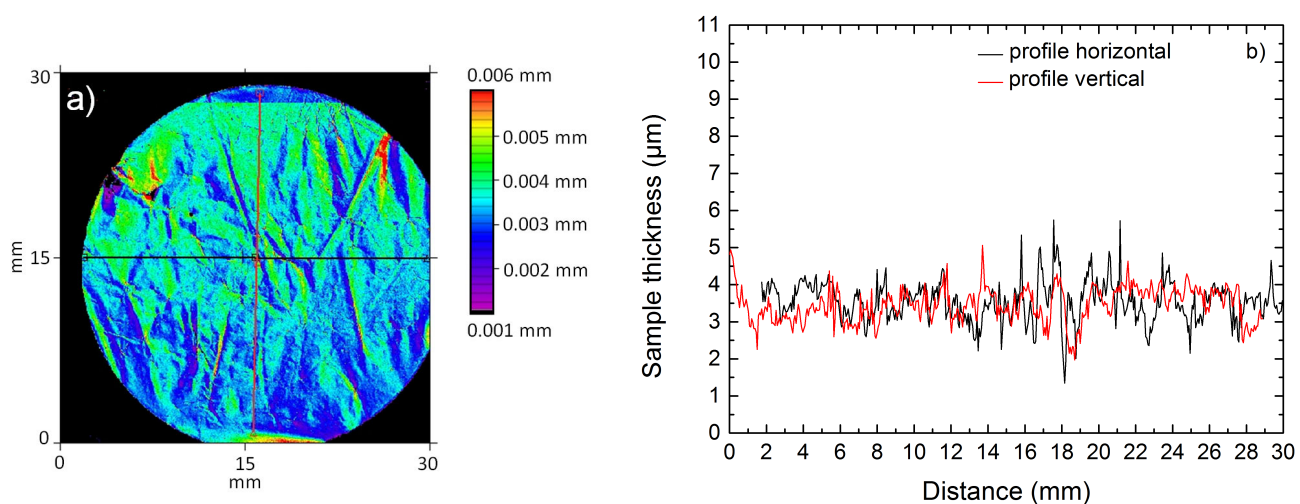 a)
30
15
0
mm
0
15
30
mm
0.006 mm
0.005 mm
0.004 mm
0.003 mm
0.002 mm
0.001 mm
b)
profile horizontal
profile vertical
Sample thickness (µm)
11
10
9
8
7
6
5
4
3
2
1
0
0 2 4 6 8 10 12 14 16 18 20 22 24 26 28 30
Distance (mm)